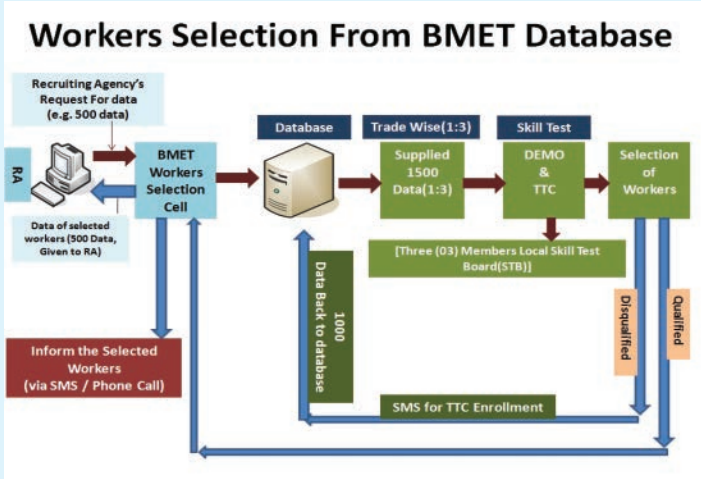 Workers Selection From BMET Database
Recruiting Agency's
Request For data
(e.g. 500 data)
RA
BMET
Workers
Selection
Cell
Data of selected
workers (500 Data,
Given to RA)
Database
Trade Wise(1:3)
Supplied
1500
Data(1:3)
Skill Test
DEMO
&
TTC
Selection
of
Workers
[Three (03) Members Local Skill Test
Board(STB)]
1000
Data Back to database
Disqualified
Qualified
Inform the Selected
Workers
(via SMS / Phone Call)
SMS for TTC Enrollment